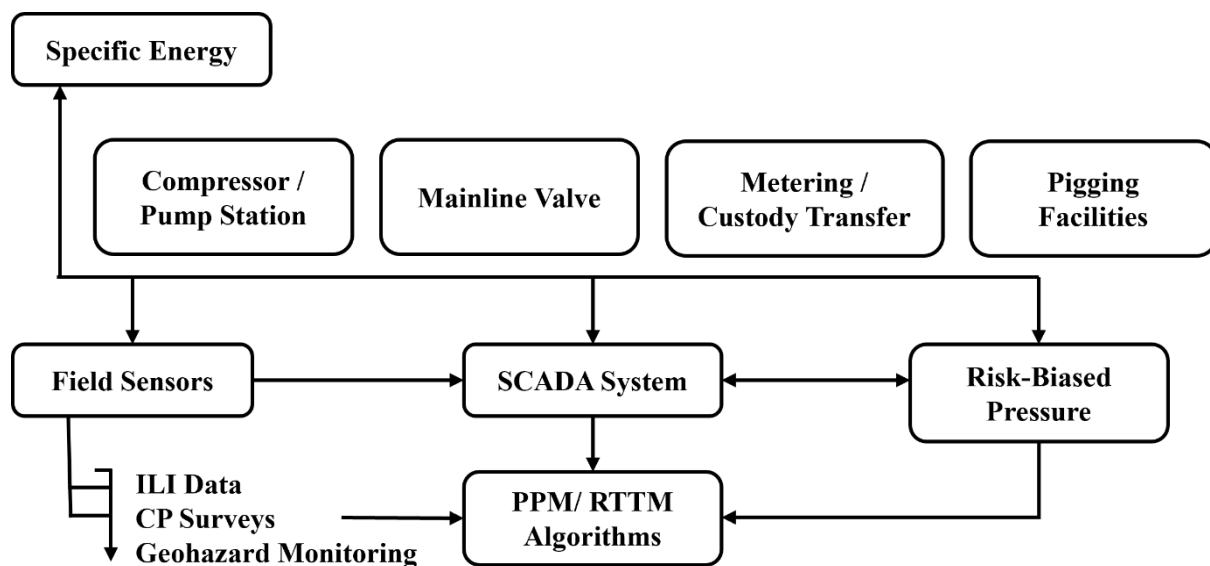 Specific Energy
Compressor /
Pump Station
Mainline Valve
Metering /
Custody Transfer
Pigging
Facilities
Field Sensors
SCADA System
Risk-Biased
Pressure
ILI Data
CP Surveys
Geohazard Monitoring
PPM/ RTTM
Algorithms